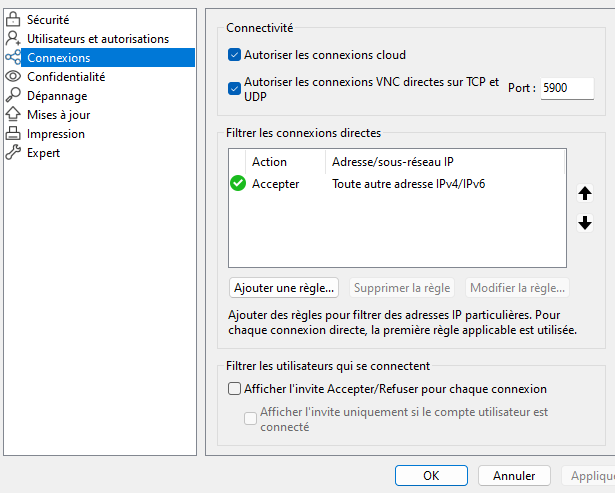 Sécurité
Utilisateurs et autorisations
Connexions
Confidentialité
Dépannage
Mises à jour
Impression
Expert
Connectivité
Autoriser les connexions cloud
Autoriser les connexions VNC directes sur TCP et
UDP
Port : 5900
Filtrer les connexions directes
Action Adresse/sous-réseau IP
Accepter Toute autre adresse IPv4/IPv6
Ajouter une règle... Supprimer la règle Modifier la règle...
Ajouter des règles pour filtrer des adresses IP particulières. Pour
chaque connexion directe, la première règle applicable est utilisée.
Filtrer les utilisateurs qui se connectent
Afficher l'invite Accepter/Refuser pour chaque connexion
Afficher l'invite uniquement si le compte utilisateur est
connecté
OK Annuler Applique